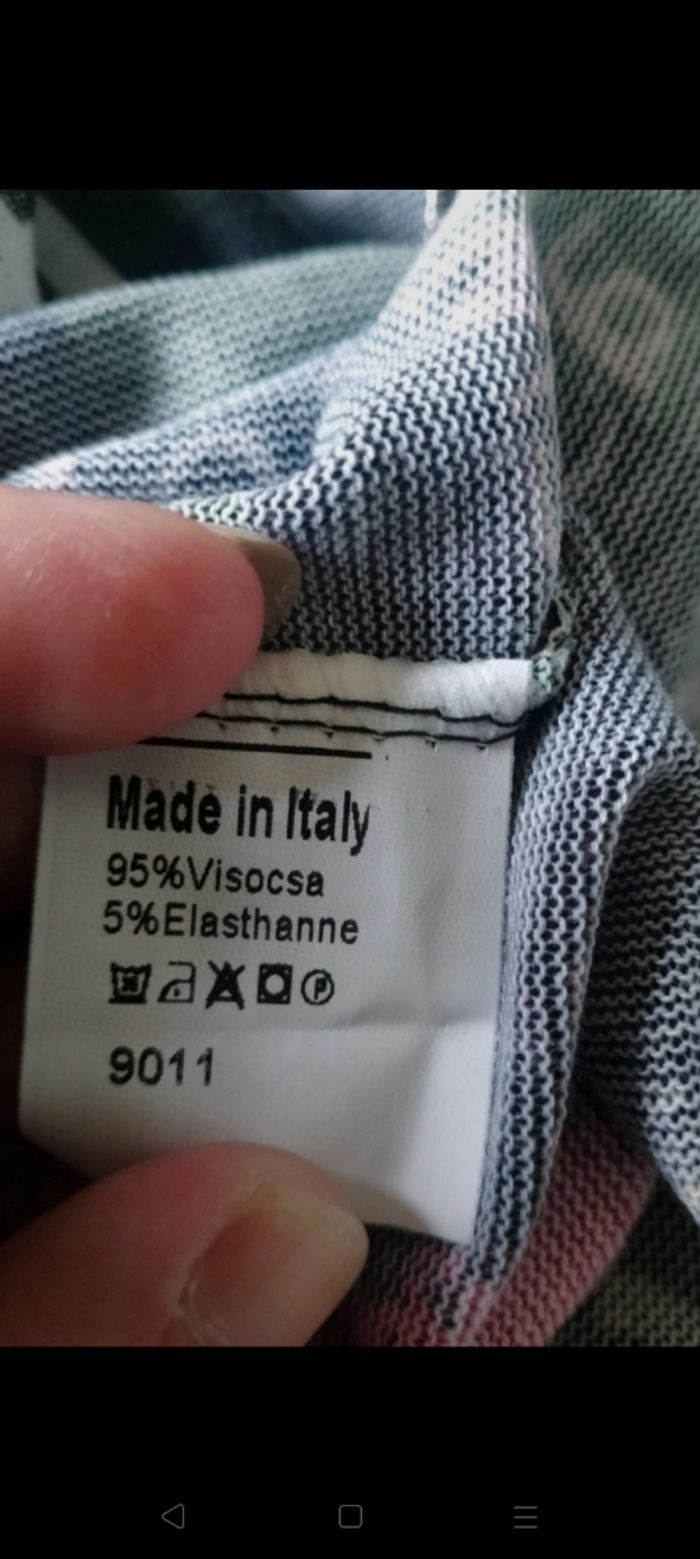 Made in Italy
95%Visocsa
5%Elasthanne
P
9011